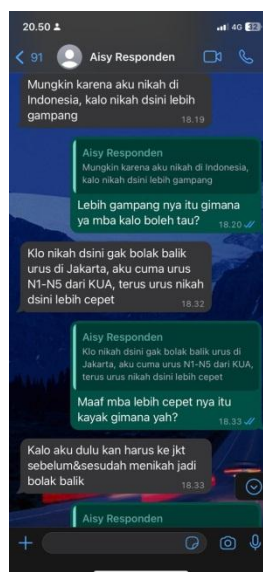 20.50
4G 32
91 Aisy Responden
Mungkin karena aku nikah di
Indonesia, kalo nikah dsini lebih
gampang
18.19
Aisy Responden
Mungkin karena aku nikah di Indonesia,
kalo nikah dsini lebih gampang
Lebih gampang nya itu gimana
ya mba kalo boleh tau?
18.20
Klo nikah dsini gak bolak balik
urus di Jakarta, aku cuma urus
N1-N5 dari KUA, terus urus nikah
dsini lebih cepet
18.32
Aisy Responden
Klo nikah dsini gak bolak balik urus di
Jakarta, aku cuma urus N1-N5 dari KUA,
terus urus nikah dsini lebih cepet
Maaf mba lebih cepet nya itu
kayak gimana yah?
18.33
Kalo aku dulu kan harus ke jkt
sebelum&sesudah menikah jadi
bolak balik
18.33
Aisy Responden